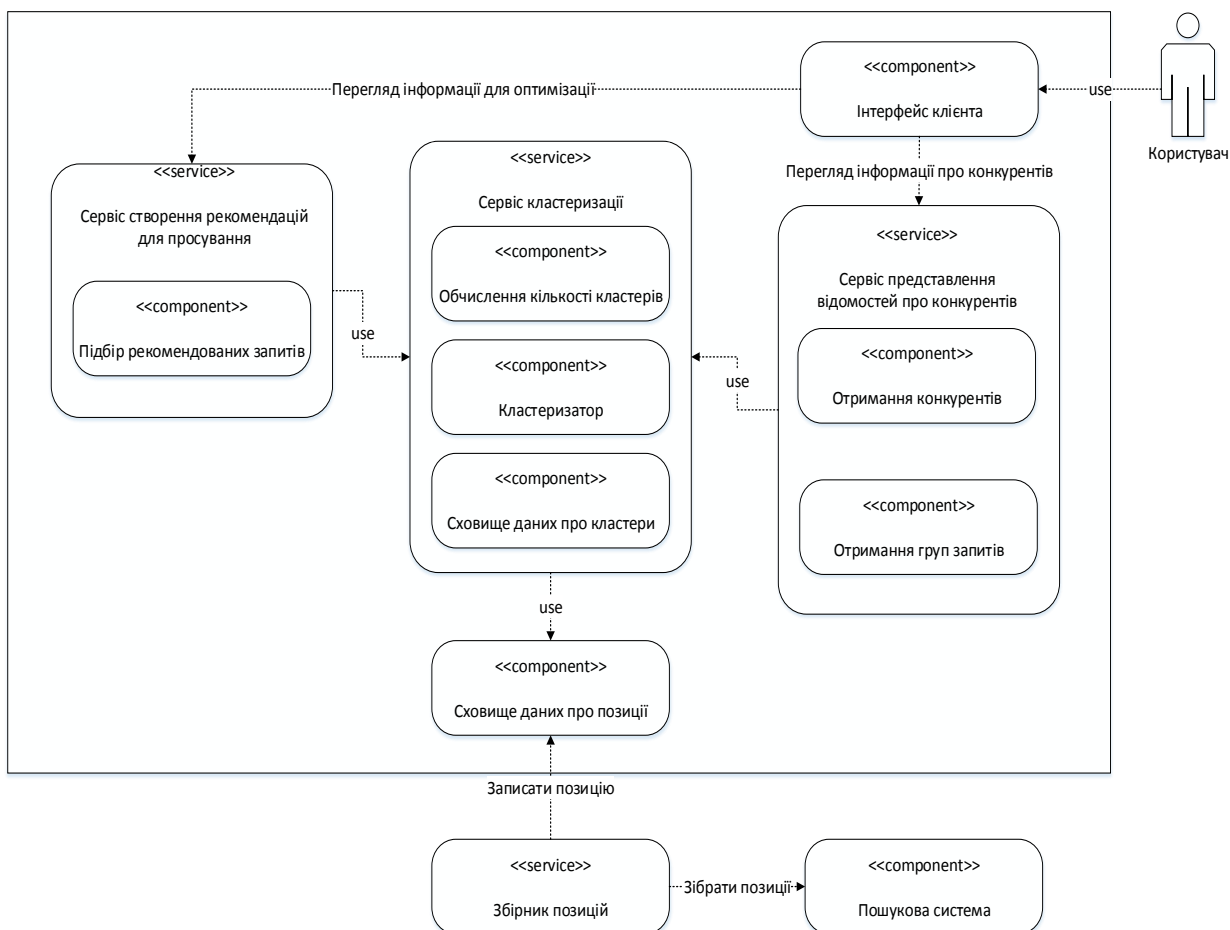 <<component>>
Інтерфейс клієнта
use
Користувач
Перегляд інформації для оптимізації
Перегляд інформації про конкурентів
<<service>>
Сервіс створення рекомендацій
для просування
<<component>>
Підбір рекомендованих запитів
use
<<service>>
Сервіс кластеризації
<<component>>
Обчислення кількості кластерів
<<component>>
Кластеризатор
<<component>>
Сховище даних про кластери
use
<<service>>
Сервіс представлення
відомостей про конкурентів
<<component>>
Отримання конкурентів
<<component>>
Отримання груп запитів
use
<<component>>
Сховище даних про позиції
Записати позицію
<<service>>
Збірник позицій
Зібрати позиції
<<component>>
Пошукова система